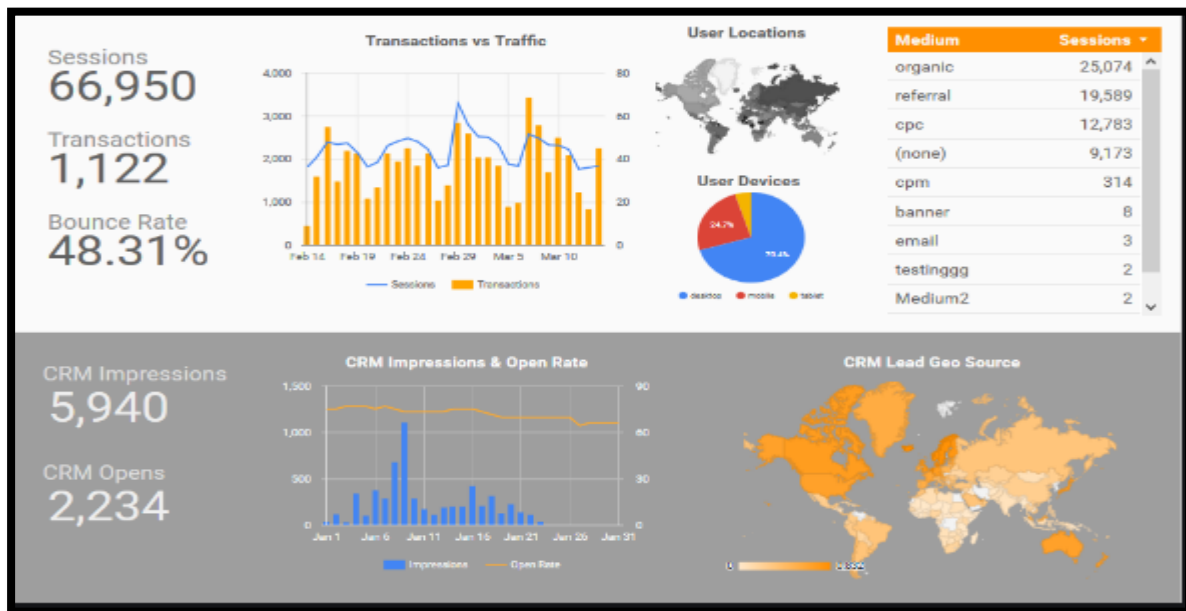 Sessions
66,950
Transactions
1,122
Bounce Rate
48.31%
Transactions vs Traffic
4,000
3,000
2,000
1,000
0
80
60
40
20
0
Feb 14 Feb 19 Feb 24 Feb 29 Mar 5 Mar 10
Sessions Transactions
User Locations
User Devices
24.7%
desktop mobile tablet
Medium Sessions
organic 25,074
referral 19,589
cpc 12,783
(none) 9,173
cpm 314
banner 8
email 3
testinggg 2
Medium2 2
CRM Impressions
5,940
CRM Opens
2,234
CRM Impressions & Open Rate
1,500
1,000
500
0
90
60
30
0
Jan 1 Jan 6 Jan 11 Jan 16 Jan 21 Jan 26 Jan 31
Impressions Open Rate
CRM Lead Geo Source
0